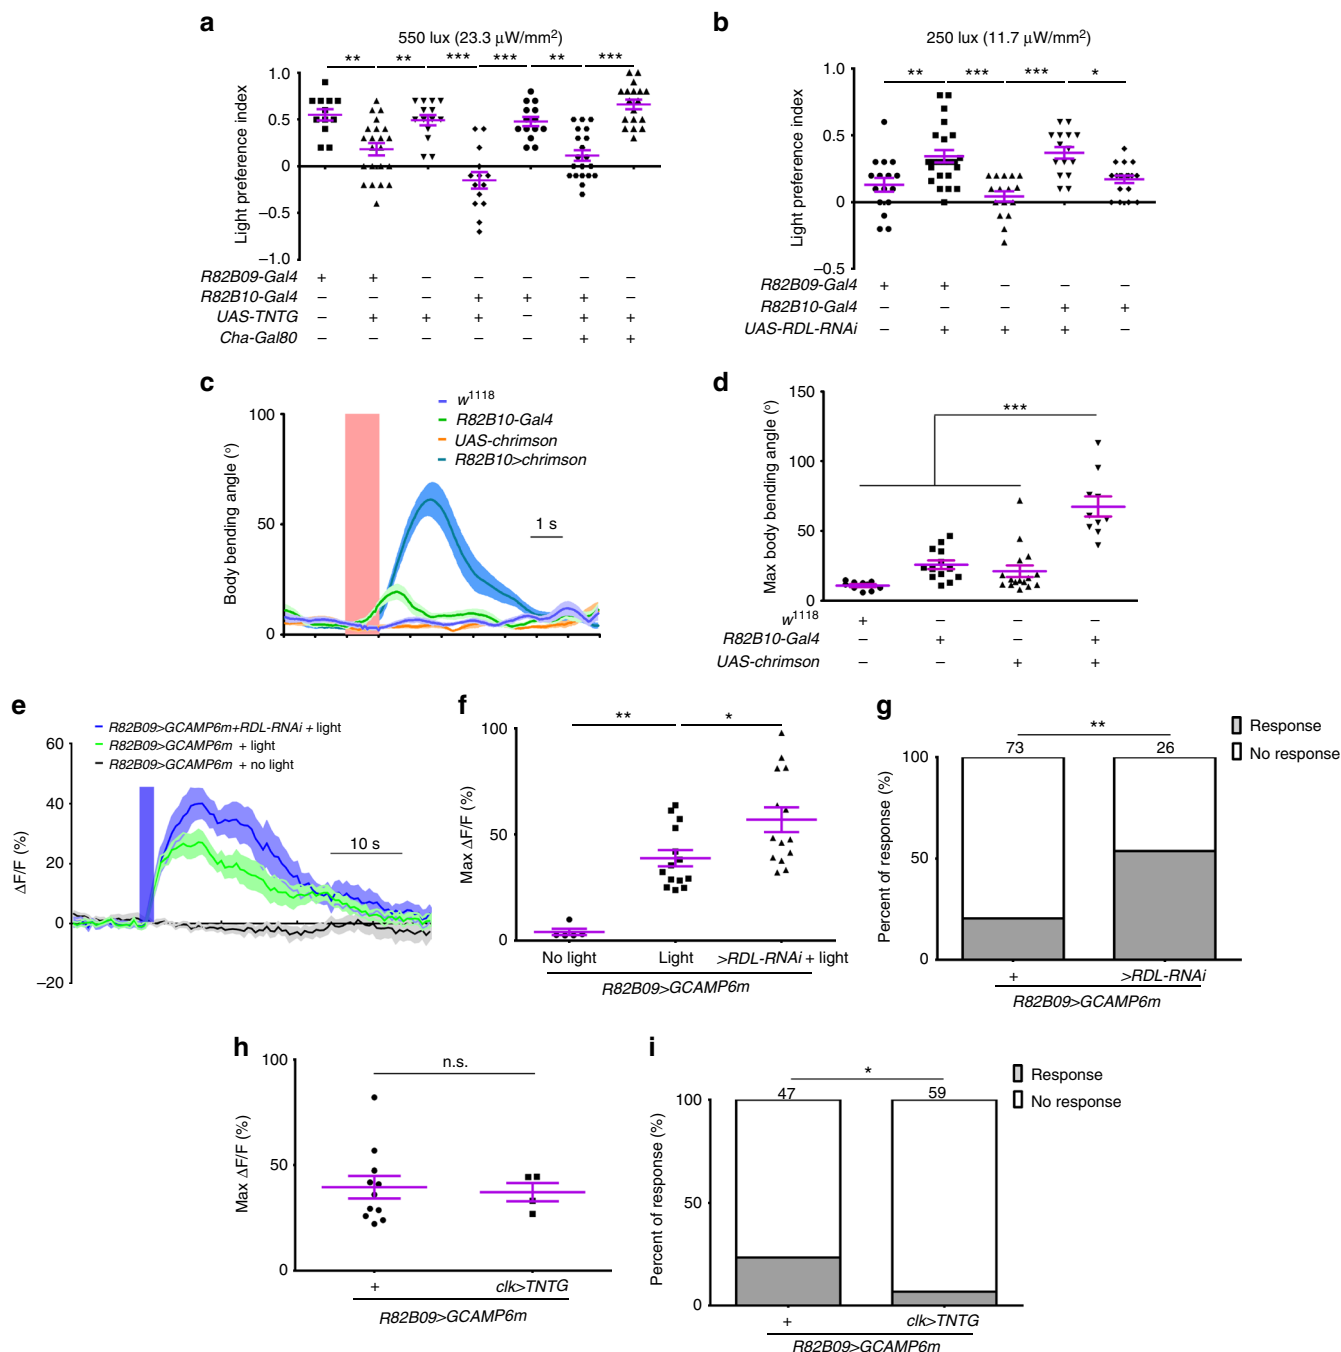 a
550 lux (23.3 μW/mm²)
** ** *** *** ** ***
Light preference index
1.0
0.5
0
−0.5
−1.0
R82B09-Gal4 + + − − − − −
R82B10-Gal4 − − − + + + −
UAS-TNTG − + + + − + +
Cha-Gal80 − − − − − + +
b
250 lux (11.7 μW/mm²)
** *** *** *
Light preference index
1.0
0.5
0
−0.5
R82B09-Gal4 + + − − −
R82B10-Gal4 − − − + +
UAS-RDL-RNAi − + + + −
c
w1118
R82B10-Gal4
UAS-chrimson
R82B10>chrimson
Body bending angle (°)
100
50
0
1 s
d
***
Max body bending angle (°)
150
100
50
0
w1118 + − − −
R82B10-Gal4 − + − +
UAS-chrimson − − + +
e
R82B09>GCAMP6m+RDL-RNAi + light
R82B09>GCAMP6m + light
R82B09>GCAMP6m + no light
ΔF/F (%)
60
40
20
0
−20
10 s
f
** *
Max ΔF/F (%)
100
50
0
No light Light >RDL-RNAi + light
R82B09>GCAMP6m
g
Response
No response
**
73 26
Percent of response (%)
100
50
0
+ >RDL-RNAi
R82B09>GCAMP6m
h
n.s.
Max ΔF/F (%)
100
50
0
+ clk>TNTG
R82B09>GCAMP6m
i
Response
No response
*
47 59
Percent of response (%)
100
50
0
+ clk>TNTG
R82B09>GCAMP6m